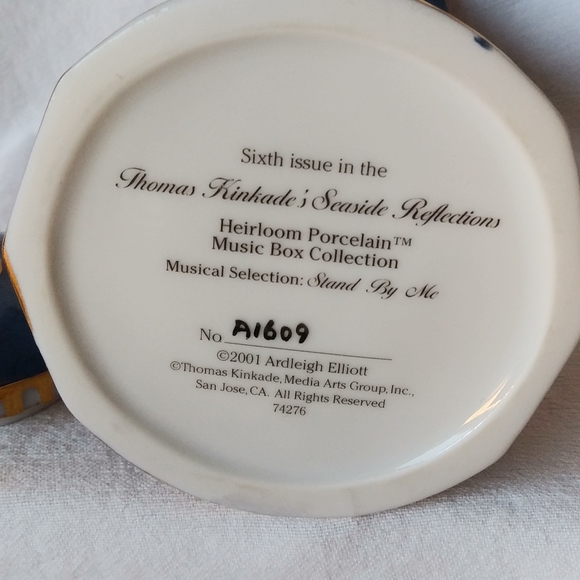 Sixth issue in the
Thomas Kinkade's Seaside Reflections
Heirloom Porcelain™
Music Box Collection
Musical Selection: Stand By Me
No A1609
©2001 Ardleigh Elliott
©Thomas Kinkade, Media Arts Group, Inc.,
San Jose, CA. All Rights Reserved
74276